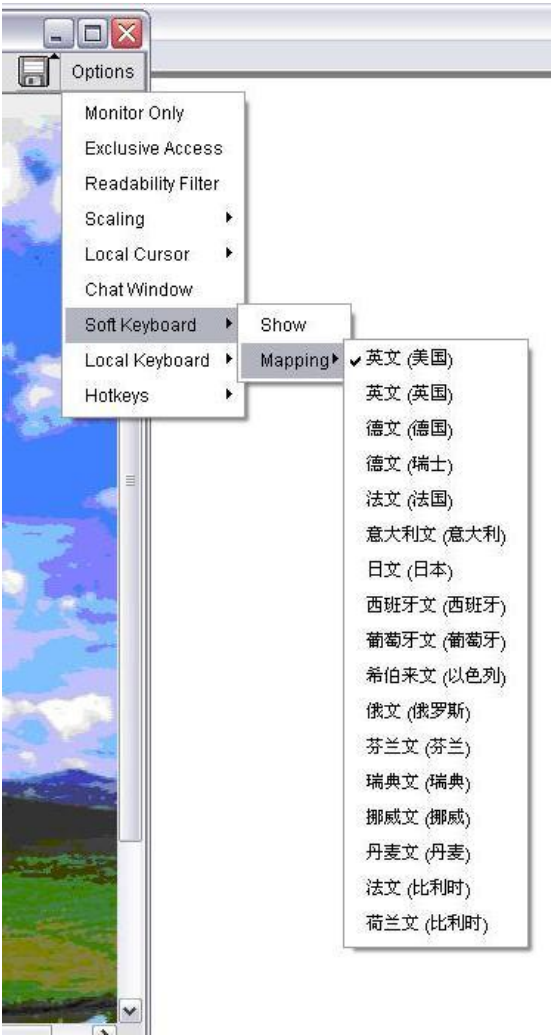 Options
Monitor Only
Exclusive Access
Readability Filter
Scaling
Local Cursor
Chat Window
Soft Keyboard
Local Keyboard
Hotkeys
Show
Mapping
英文 (美国)
英文 (英国)
德文 (德国)
德文 (瑞士)
法文 (法国)
意大利文 (意大利)
日文 (日本)
西班牙文 (西班牙)
葡萄牙文 (葡萄牙)
希伯来文 (以色列)
俄文 (俄罗斯)
芬兰文 (芬兰)
瑞典文 (瑞典)
挪威文 (挪威)
丹麦文 (丹麦)
法文 (比利时)
荷兰文 (比利时)